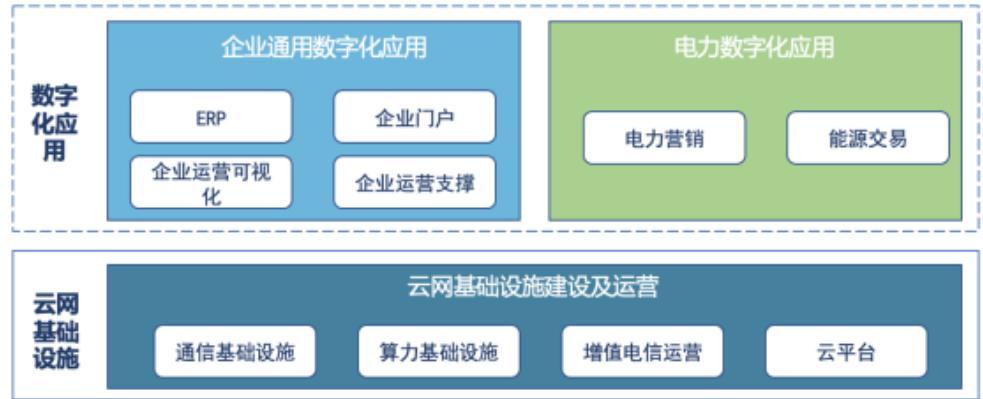 数字
化应
用
企业通用数字化应用
ERP
企业门户
企业运营可视
化
企业运营支撑
电力数字化应用
电力营销
能源交易
云网
基础
设施
云网基础设施建设及运营
通信基础设施
算力基础设施
增值电信运营
云平台